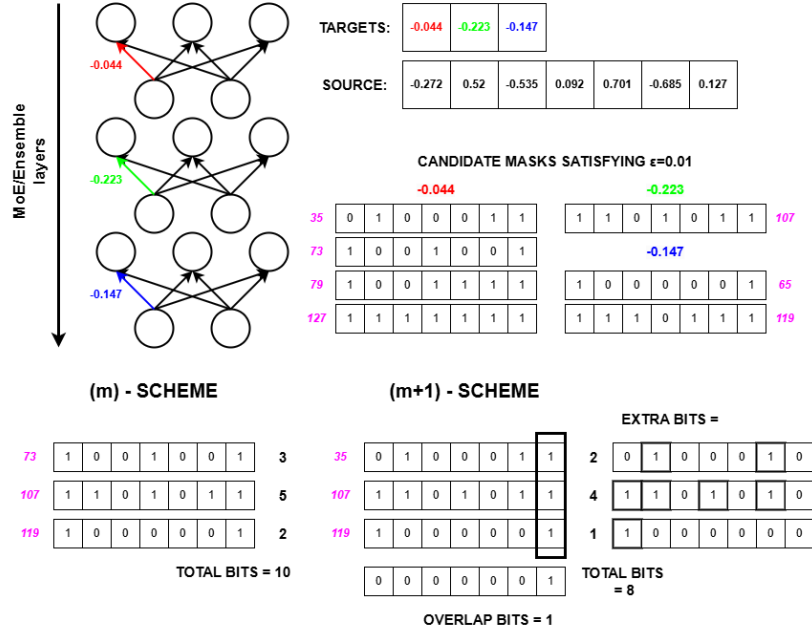 MoE/Ensemble
layers
-0.044
-0.223
-0.147
TARGETS: -0.044 -0.223 -0.147
SOURCE: -0.272 0.52 -0.535 0.092 0.701 -0.685 0.127
CANDIDATE MASKS SATISFYING ε=0.01
-0.044
35 0 1 0 0 0 1 1
73 1 0 0 1 0 0 1
79 1 0 0 1 1 1 1
127 1 1 1 1 1 1 1
-0.223
1 1 0 1 0 1 1 107
-0.147
1 0 0 0 0 0 1 65
1 1 1 0 1 1 1 119
(m) - SCHEME
73 1 0 0 1 0 0 1 3
107 1 1 0 1 0 1 1 5
119 1 0 0 0 0 0 1 2
TOTAL BITS = 10
(m+1) - SCHEME
35 0 1 0 0 0 1 1 2
107 1 1 0 1 0 1 1 4
119 1 0 0 0 0 0 1 1
0 0 0 0 0 0 1
OVERLAP BITS = 1
EXTRA BITS =
0 1 0 0 0 1 0
1 1 0 1 0 1 0
1 0 0 0 0 0 0
TOTAL BITS
= 8